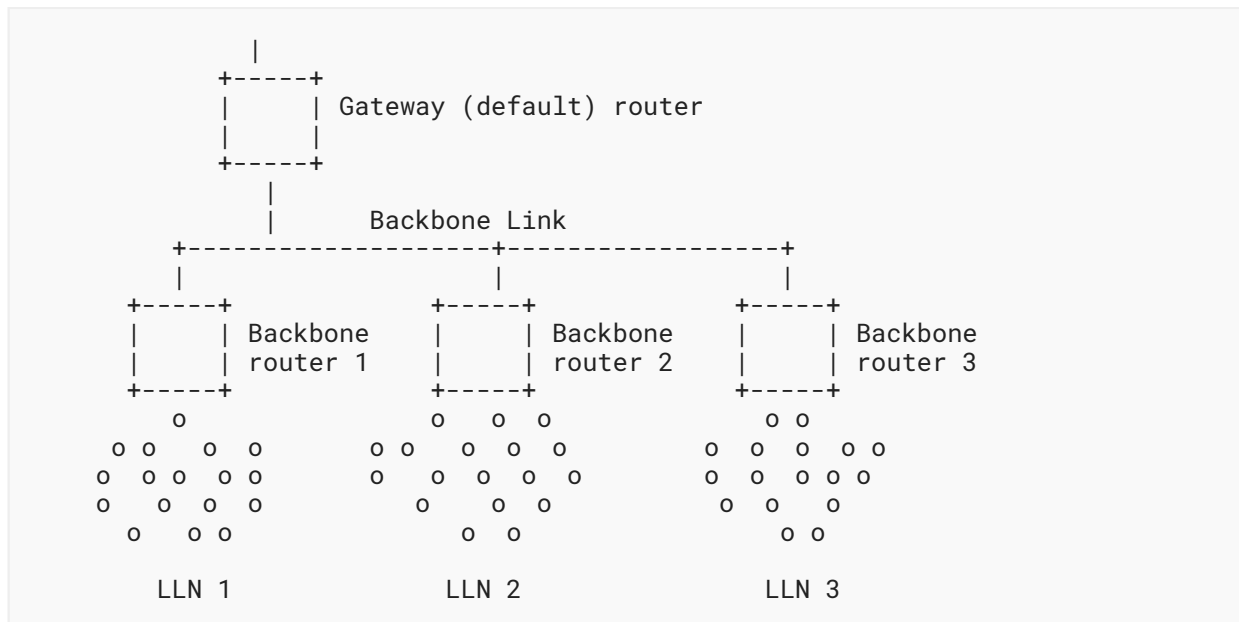 Gateway (default) router
Backbone Link
Backbone Backbone Backbone
router 1 router 2 router 3
o o o o o o
o o o o o o o o o o o o o o
o o o o o o o o o o o o o o o
o o o o o o o o o o
o o o o o o o
LLN 1 LLN 2 LLN 3